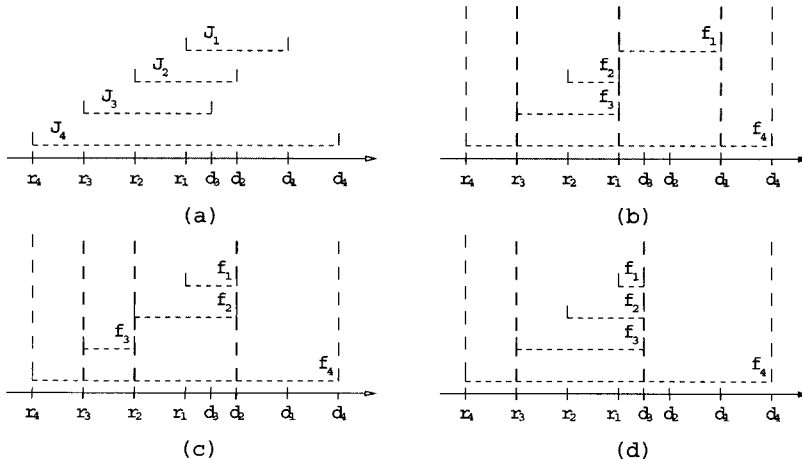 J₁
J₂
J₃
J₄
r₄ r₃ r₂ r₁ d₃ d₂ d₁ d₄
(a)
f₁
f₂
f₃
f₄
r₄ r₃ r₂ r₁ d₃ d₂ d₁ d₄
(b)
f₁
f₂
f₃
f₄
r₄ r₃ r₂ r₁ d₃ d₂ d₁ d₄
(c)
f₁
f₂
f₃
f₄
r₄ r₃ r₂ r₁ d₃ d₂ d₁ d₄
(d)